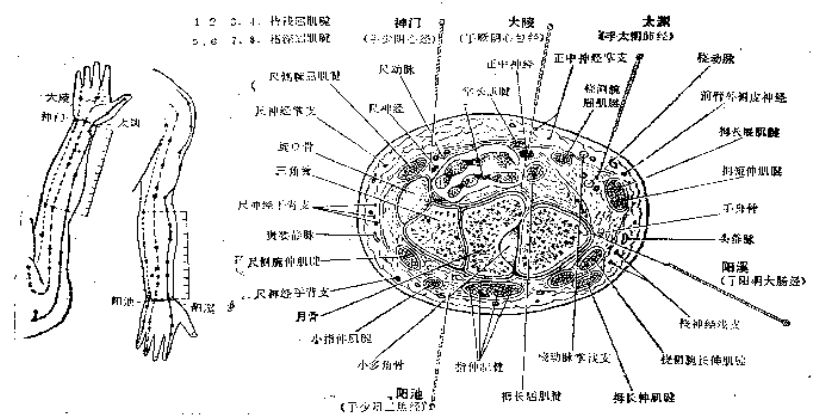 1 2 3. 4. 指浅屈肌腱
5,6 7,8. 指深屈肌腱
神门
(手少阴心经)
大陵
(手厥阴心包经)
太渊
(手太阴肺经)
正中神经
正中神经掌支
桡动脉
尺侧腕屈肌腱
尺动脉
掌长肌腱
桡侧腕
屈肌腱
前臂外侧皮神经
尺神经掌支
尺神经
拇长展肌腱
豌豆骨
三角骨
拇短伸肌腱
尺神经手背支
手舟骨
贵要静脉
头静脉
尺侧腕伸肌腱
阳溪
(手阳明大肠经)
尺神经手背支
月骨
桡神经浅支
小指伸肌腱
小多角骨
指伸肌腱
桡动脉掌浅支
桡侧腕长伸肌腱
阳池
(手少阳三焦经)
拇长屈肌腱
拇长伸肌腱
大陵
神门
太渊
阳池
阳溪